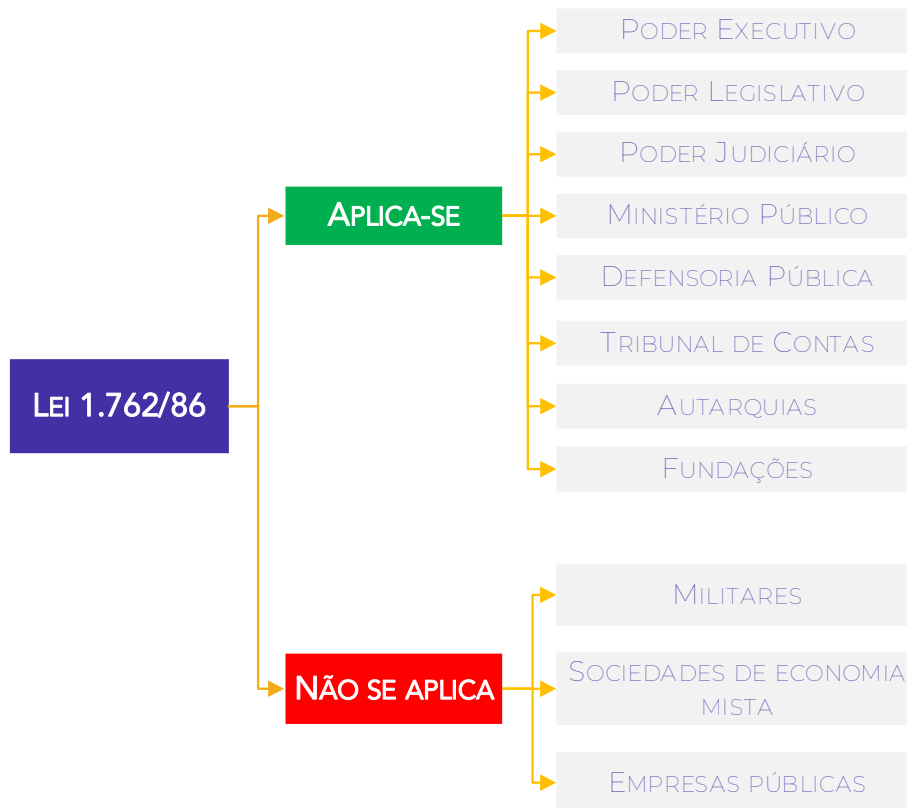 Lei 1.762/86
Aplica-se
Poder Executivo
Poder Legislativo
Poder Judiciário
Ministério Público
Defensoria Pública
Tribunal de Contas
Autarquias
Fundações
Não se aplica
Militares
Sociedades de economia
mista
Empresas públicas